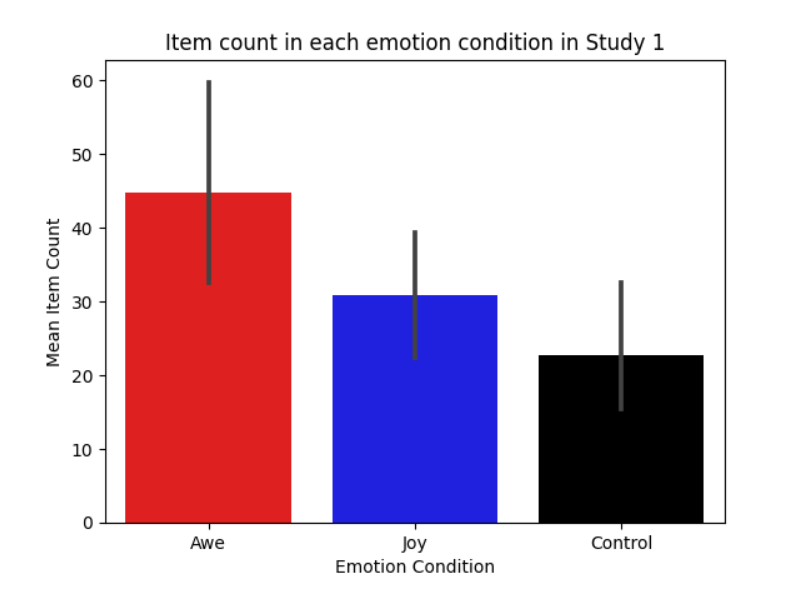 Item count in each emotion condition in Study 1
60
50
40
30
20
10
0
Mean Item Count
Awe
Joy
Control
Emotion Condition